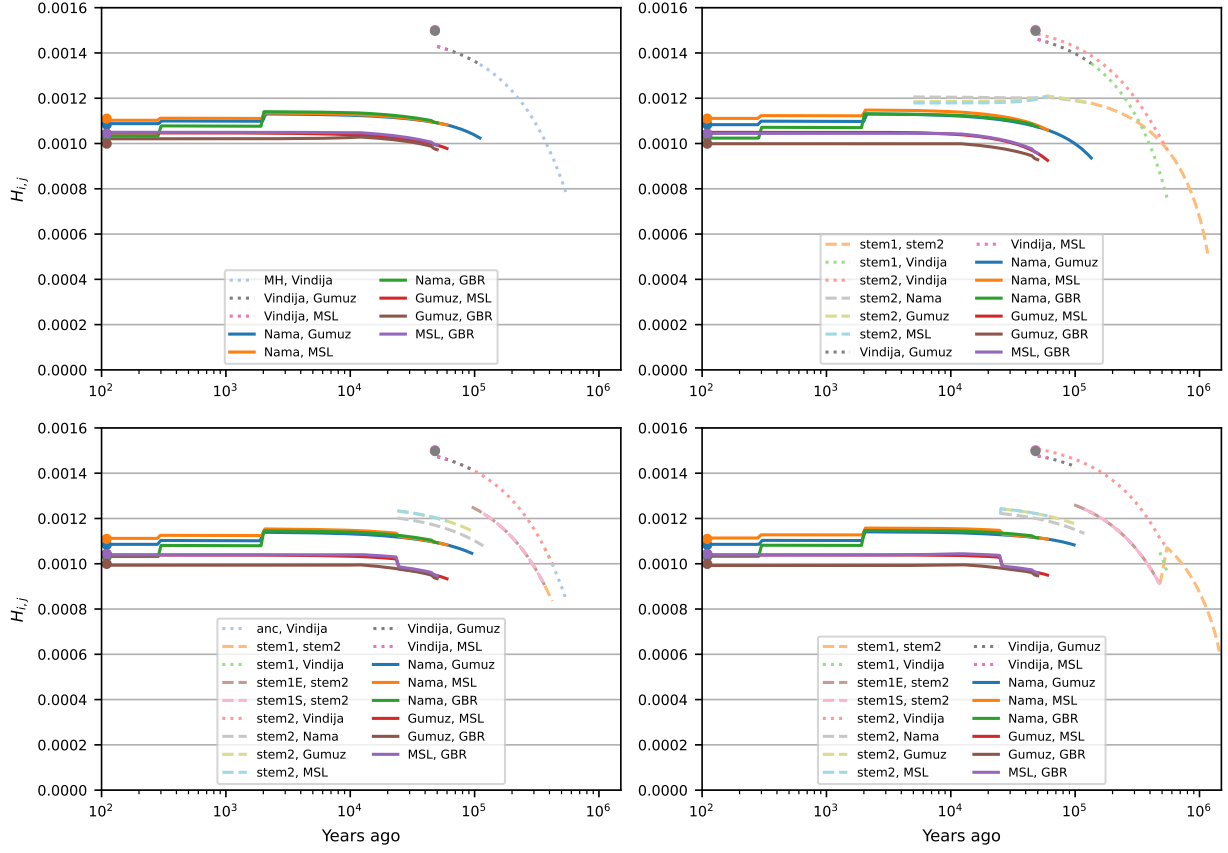 0.0016
0.0014
0.0012
0.0010
0.0008
0.0006
0.0004
0.0002
0.0000
H_{i,j}
MH, Vindija
Vindija, Gumuz
Vindija, MSL
Nama, Gumuz
Nama, MSL
Nama, GBR
Gumuz, MSL
Gumuz, GBR
MSL, GBR
10^2 10^3 10^4 10^5 10^6
0.0016
0.0014
0.0012
0.0010
0.0008
0.0006
0.0004
0.0002
0.0000
stem1, stem2
stem1, Vindija
stem2, Vindija
stem2, Nama
stem2, Gumuz
stem2, MSL
Vindija, Gumuz
Vindija, MSL
Nama, Gumuz
Nama, MSL
Nama, GBR
Gumuz, MSL
Gumuz, GBR
MSL, GBR
10^2 10^3 10^4 10^5 10^6
0.0016
0.0014
0.0012
0.0010
0.0008
0.0006
0.0004
0.0002
0.0000
H_{i,j}
anc, Vindija
stem1, stem2
stem1, Vindija
stem1E, stem2
stem1S, stem2
stem2, Vindija
stem2, Nama
stem2, Gumuz
stem2, MSL
Vindija, Gumuz
Vindija, MSL
Nama, Gumuz
Nama, MSL
Nama, GBR
Gumuz, MSL
Gumuz, GBR
MSL, GBR
10^2 10^3 10^4 10^5 10^6
Years ago
0.0016
0.0014
0.0012
0.0010
0.0008
0.0006
0.0004
0.0002
0.0000
stem1, stem2
stem1, Vindija
stem1E, stem2
stem1S, stem2
stem2, Vindija
stem2, Nama
stem2, Gumuz
stem2, MSL
Vindija, Gumuz
Vindija, MSL
Nama, Gumuz
Nama, MSL
Nama, GBR
Gumuz, MSL
Gumuz, GBR
MSL, GBR
10^2 10^3 10^4 10^5 10^6
Years ago